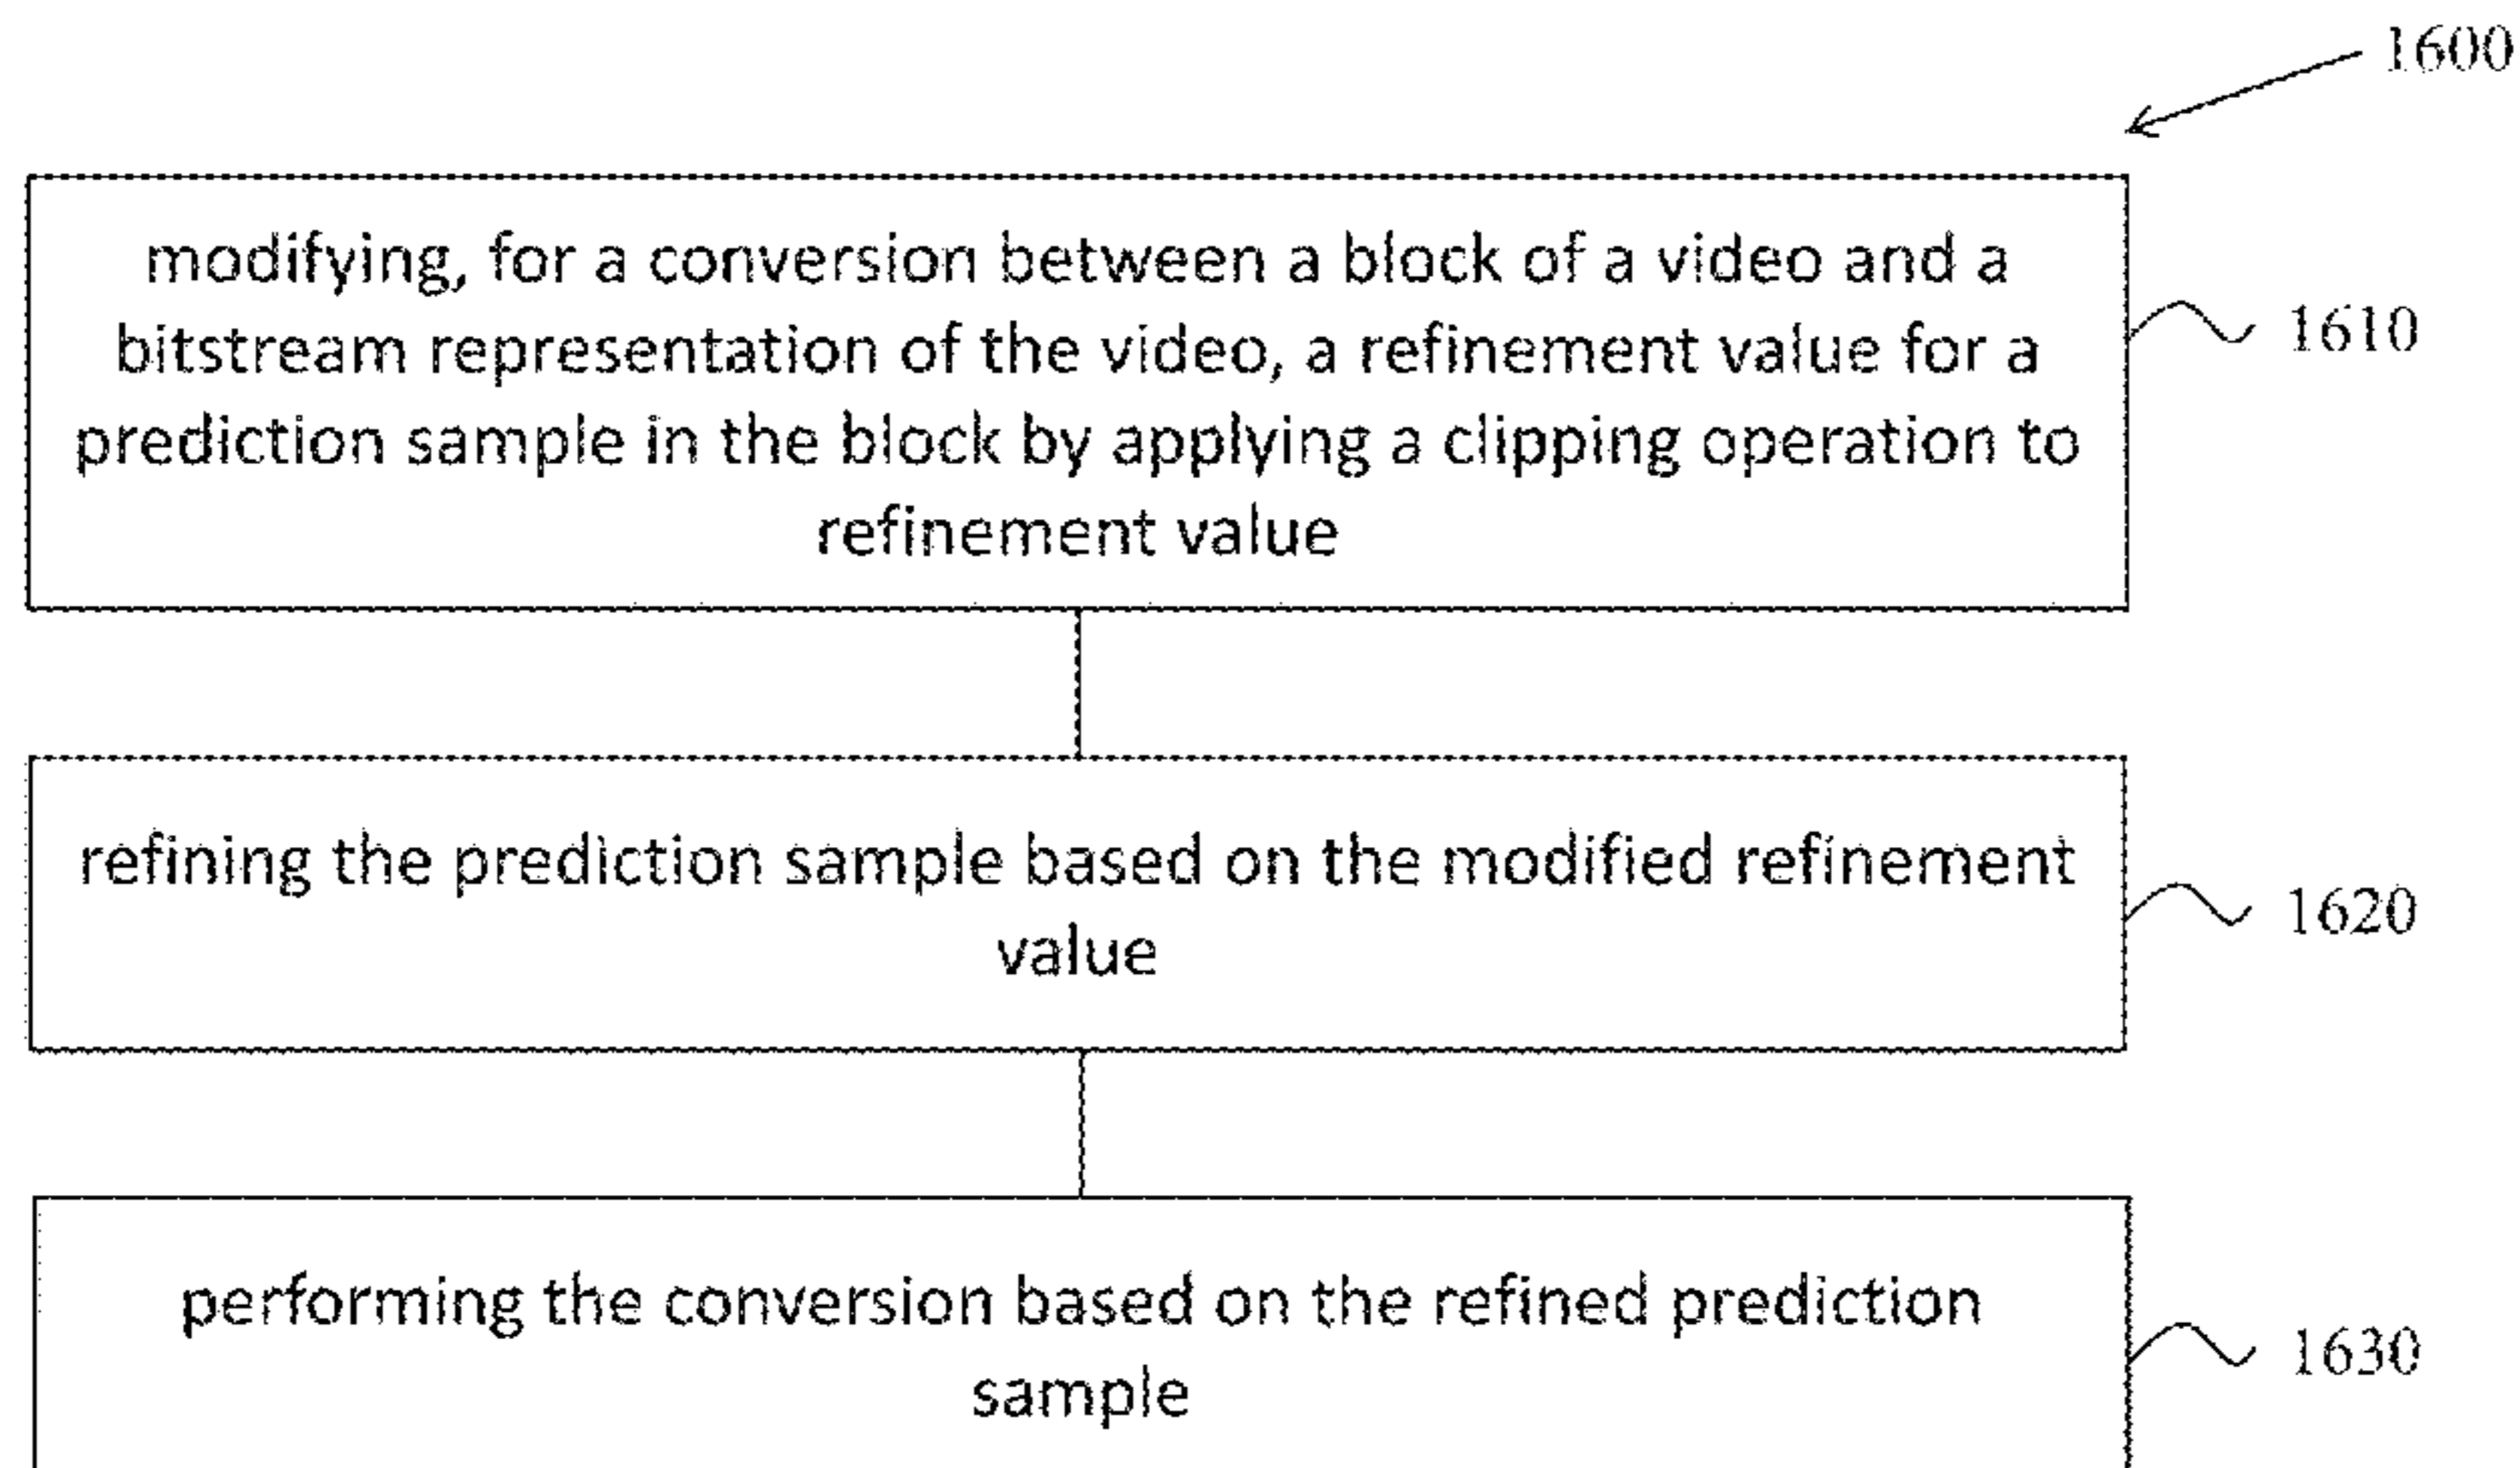 1600
modifying, for a conversion between a block of a video and a
bitstream representation of the video, a refinement value for a
prediction sample in the block by applying a clipping operation to
refinement value
1610
refining the prediction sample based on the modified refinement
value
1620
performing the conversion based on the refined prediction
sample
1630